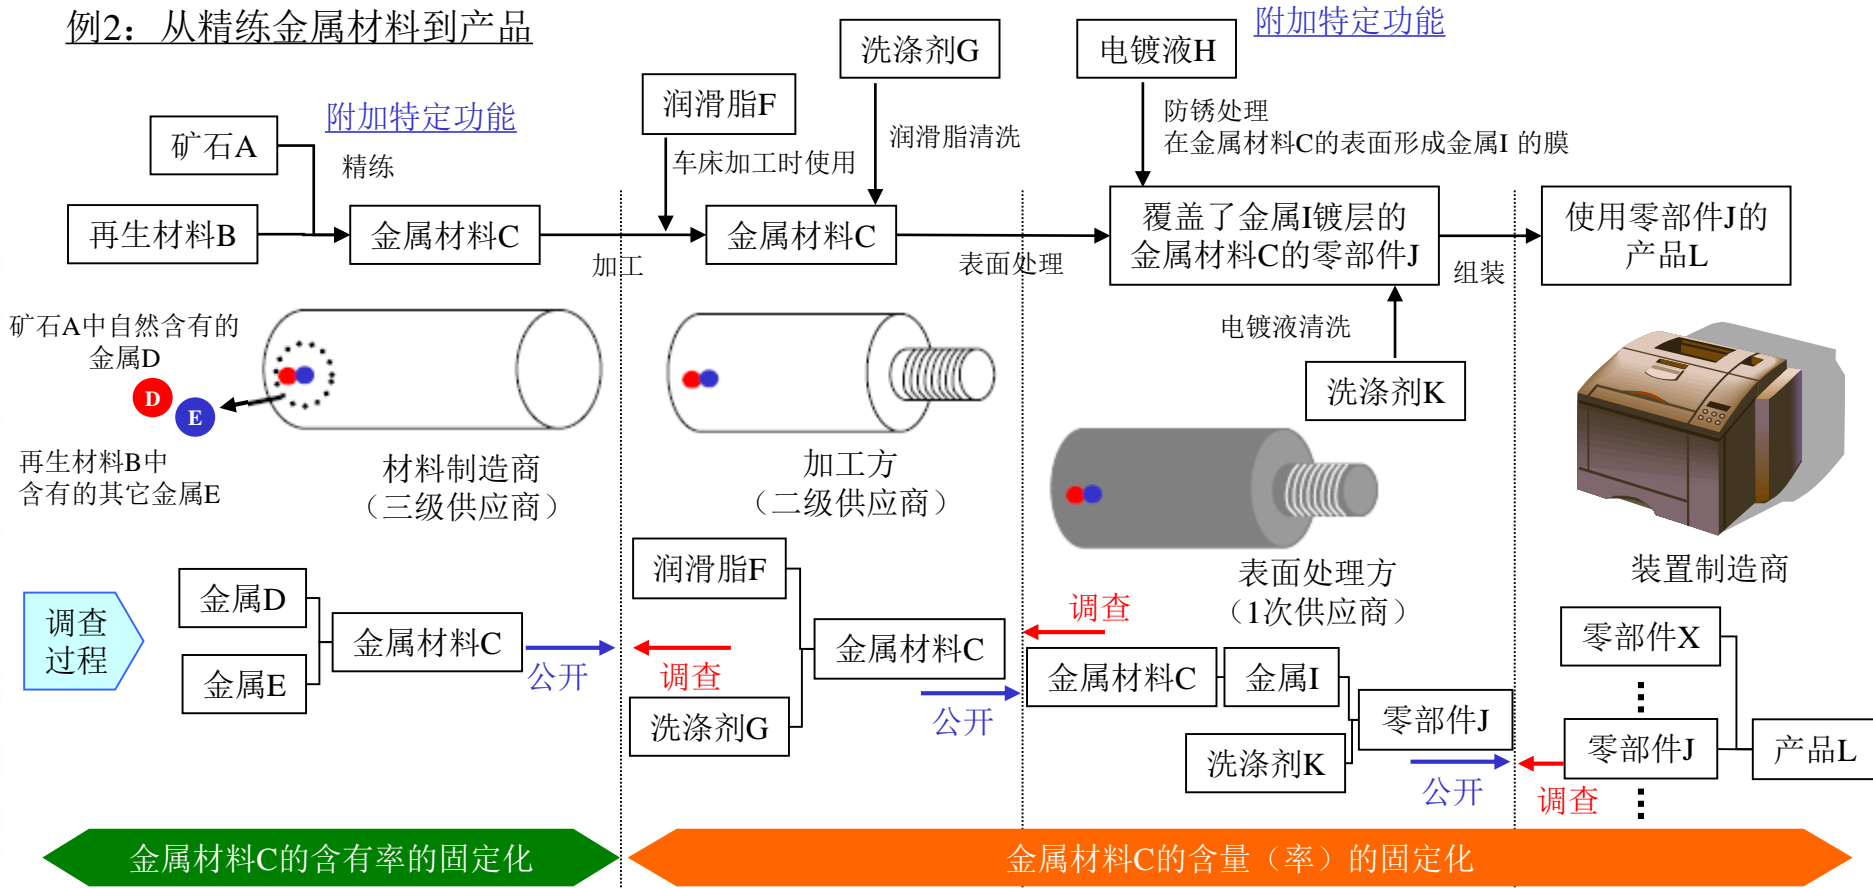 例2：从精练金属材料到产品
附加特定功能
洗涤剂G
电镀液H
润滑脂F
附加特定功能
矿石A
精练
车床加工时使用
润滑脂清洗
防锈处理
在金属材料C的表面形成金属I 的膜
再生材料B
金属材料C
加工
金属材料C
表面处理
覆盖了金属I镀层的
金属材料C的零部件J
组装
使用零部件J的
产品L
矿石A中自然含有的
金属D
D
E
再生材料B中
含有的其它金属E
电镀液清洗
洗涤剂K
材料制造商
（三级供应商）
加工方
（二级供应商）
表面处理方
（1次供应商）
装置制造商
调查
过程
金属D
金属E
金属材料C
公开
润滑脂F
调查
洗涤剂G
金属材料C
公开
调查
金属材料C
金属I
洗涤剂K
零部件J
公开
调查
零部件X
零部件J
产品L
金属材料C的含有率的固定化
金属材料C的含量（率）的固定化